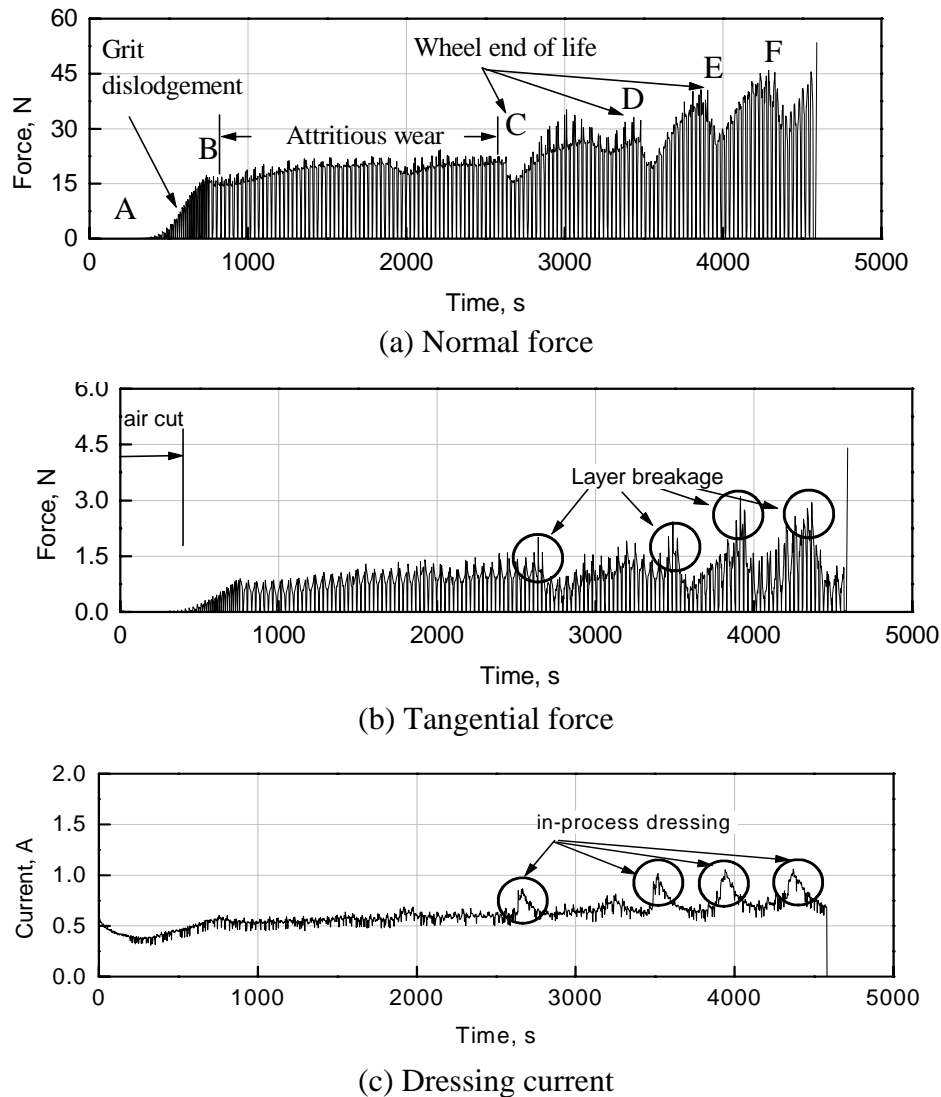 60
45
30
15
0
Force, N
Grit
dislodgement
Wheel end of life
A
B
Attritious wear
C
D
E
F
0 1000 2000 3000 4000 5000
Time, s
(a) Normal force
6.0
4.5
3.0
1.5
0.0
Force, N
air cut
Layer breakage
0 1000 2000 3000 4000 5000
Time, s
(b) Tangential force
2.0
1.5
1.0
0.5
0.0
Current, A
in-process dressing
0 1000 2000 3000 4000 5000
Time, s
(c) Dressing current